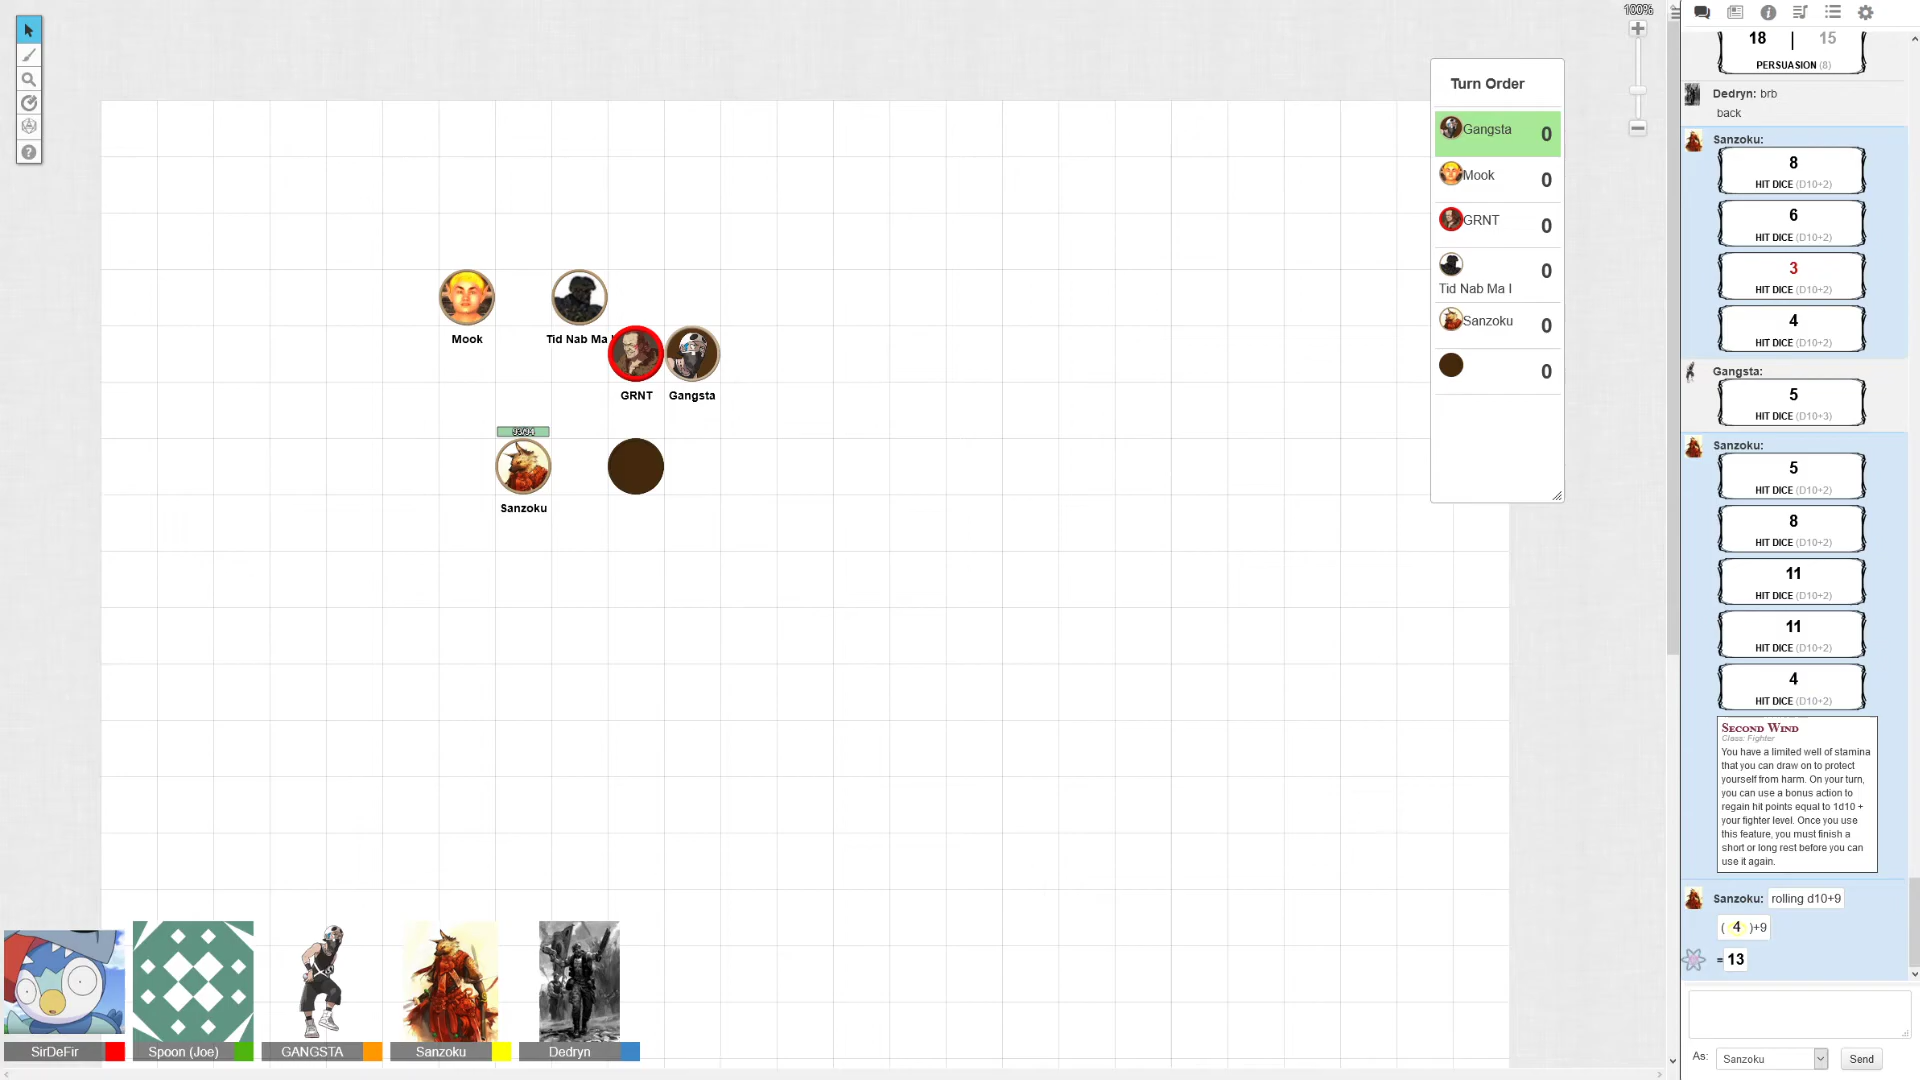 100%
Turn Order
Gangsta 0
Mook 0
GRNT 0
Tid Nab Ma I 0
Sanzoku 0
0
Mook
Tid Nab Ma
GRNT
Gangsta
Sanzoku
SirDeFir
Spoon (Joe)
GANGSTA
Sanzoku
Dedryn
18 | 15
PERSUASION (8)
Dedryn: brb
back
Sanzoku:
8
HIT DICE (D10+2)
6
HIT DICE (D10+2)
3
HIT DICE (D10+2)
4
HIT DICE (D10+2)
Gangsta:
5
HIT DICE (D10+3)
Sanzoku:
5
HIT DICE (D10+2)
8
HIT DICE (D10+2)
11
HIT DICE (D10+2)
11
HIT DICE (D10+2)
4
HIT DICE (D10+2)
Second Wind
Class: Fighter
You have a limited well of stamina
that you can draw on to protect
yourself from harm. On your turn,
you can use a bonus action to
regain hit points equal to 1d10 +
your fighter level. Once you use
this feature, you must finish a
short or long rest before you can
use it again.
Sanzoku: rolling d10+9
(4)+9
=13
As: Sanzoku Send